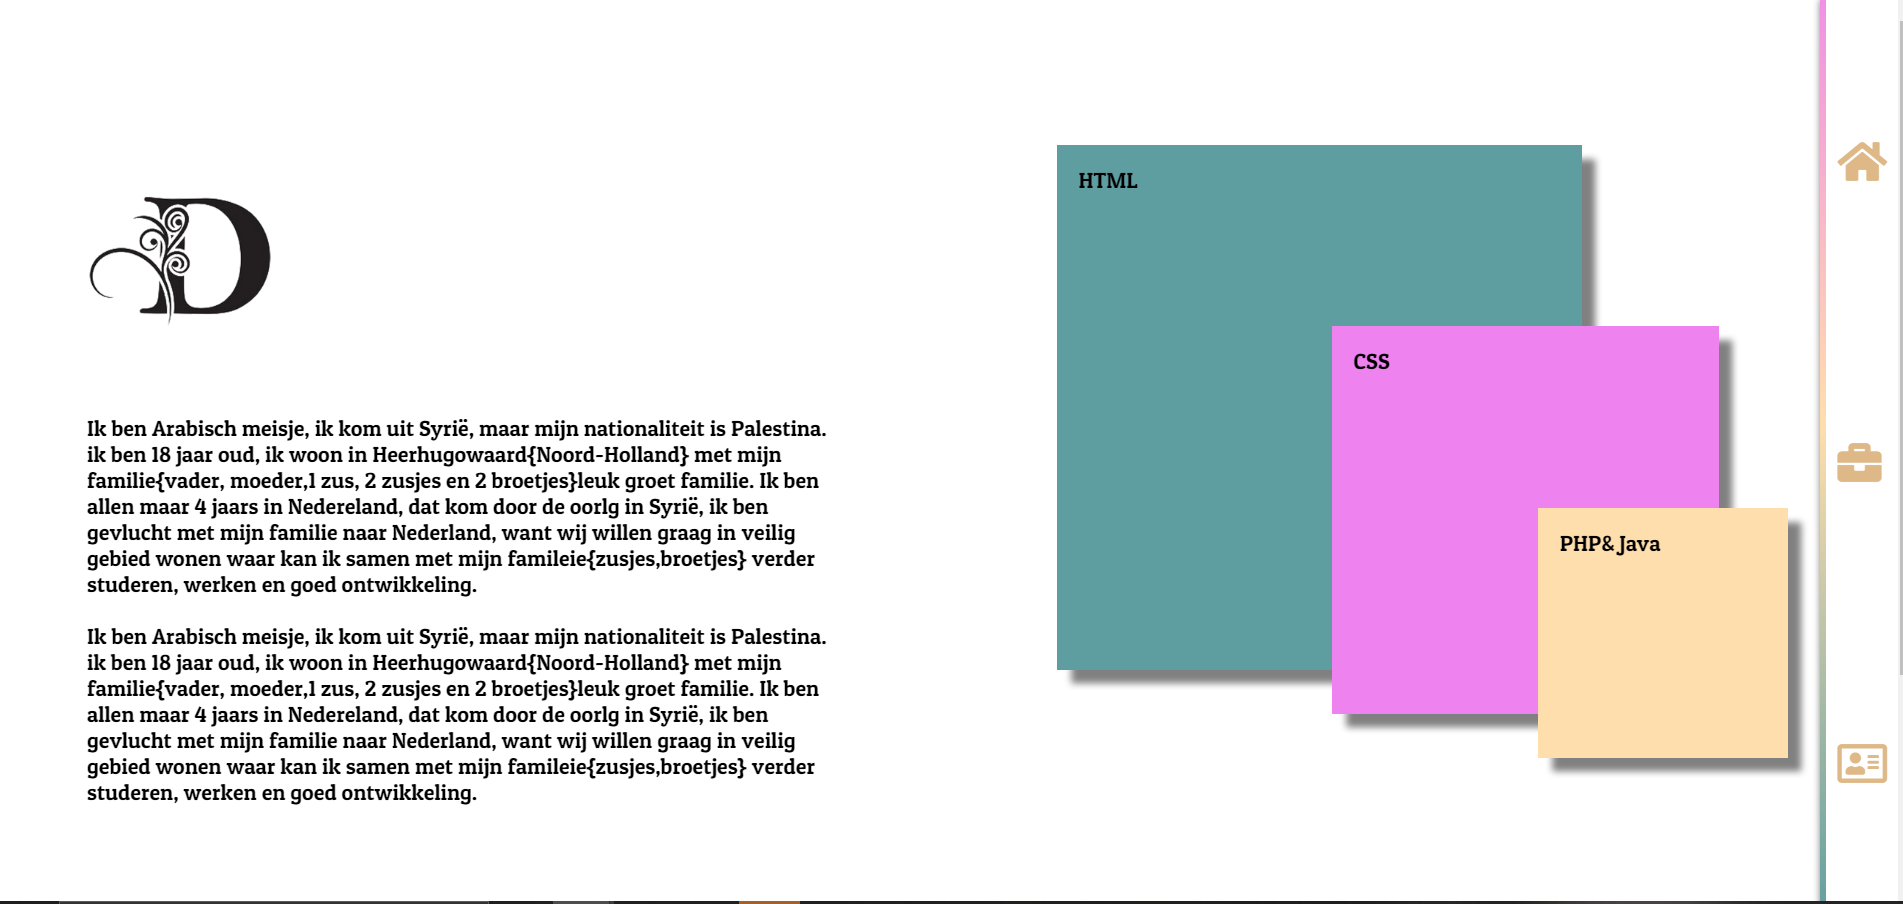 D
Ik ben Arabisch meisje, ik kom uit Syrië, maar mijn nationaliteit is Palestina.
ik ben 18 jaar oud, ik woon in Heerhugowaard{Noord-Holland} met mijn
familie{vader, moeder,1 zus, 2 zusjes en 2 broetjes}leuk groet familie. Ik ben
allen maar 4 jaars in Nedereland, dat kom door de oorlg in Syrië, ik ben
gevlucht met mijn familie naar Nederland, want wij willen graag in veilig
gebied wonen waar kan ik samen met mijn famileie{zusjes,broetjes} verder
studeren, werken en goed ontwikkeling.
Ik ben Arabisch meisje, ik kom uit Syrië, maar mijn nationaliteit is Palestina.
ik ben 18 jaar oud, ik woon in Heerhugowaard{Noord-Holland} met mijn
familie{vader, moeder,1 zus, 2 zusjes en 2 broetjes}leuk groet familie. Ik ben
allen maar 4 jaars in Nedereland, dat kom door de oorlg in Syrië, ik ben
gevlucht met mijn familie naar Nederland, want wij willen graag in veilig
gebied wonen waar kan ik samen met mijn famileie{zusjes,broetjes} verder
studeren, werken en goed ontwikkeling.
HTML
CSS
PHP& Java